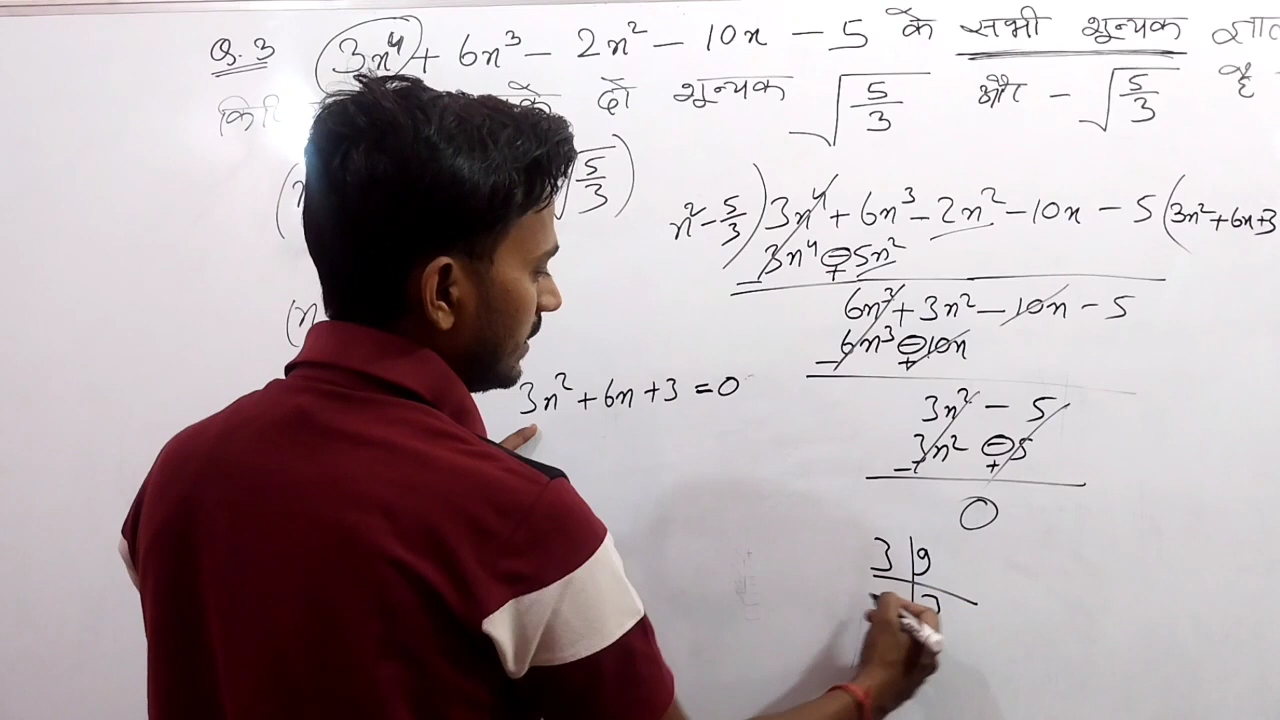 Q.3 3x⁴ + 6x³ - 2x² - 10x - 5 के सभी शून्यक
दो शून्यक √5/3 और - √5/3
√5/3)
x² - 5/3 ) 3x⁴ + 6x³ - 2x² - 10x - 5 ( 3x² + 6x + 3
3x⁴ - 5x²
- +
6x³ + 3x² - 10x - 5
6x³ - 10x
- +
3x² + 6x + 3 = 0
3x² - 5
3x² - 5
- +
0
3 | 9